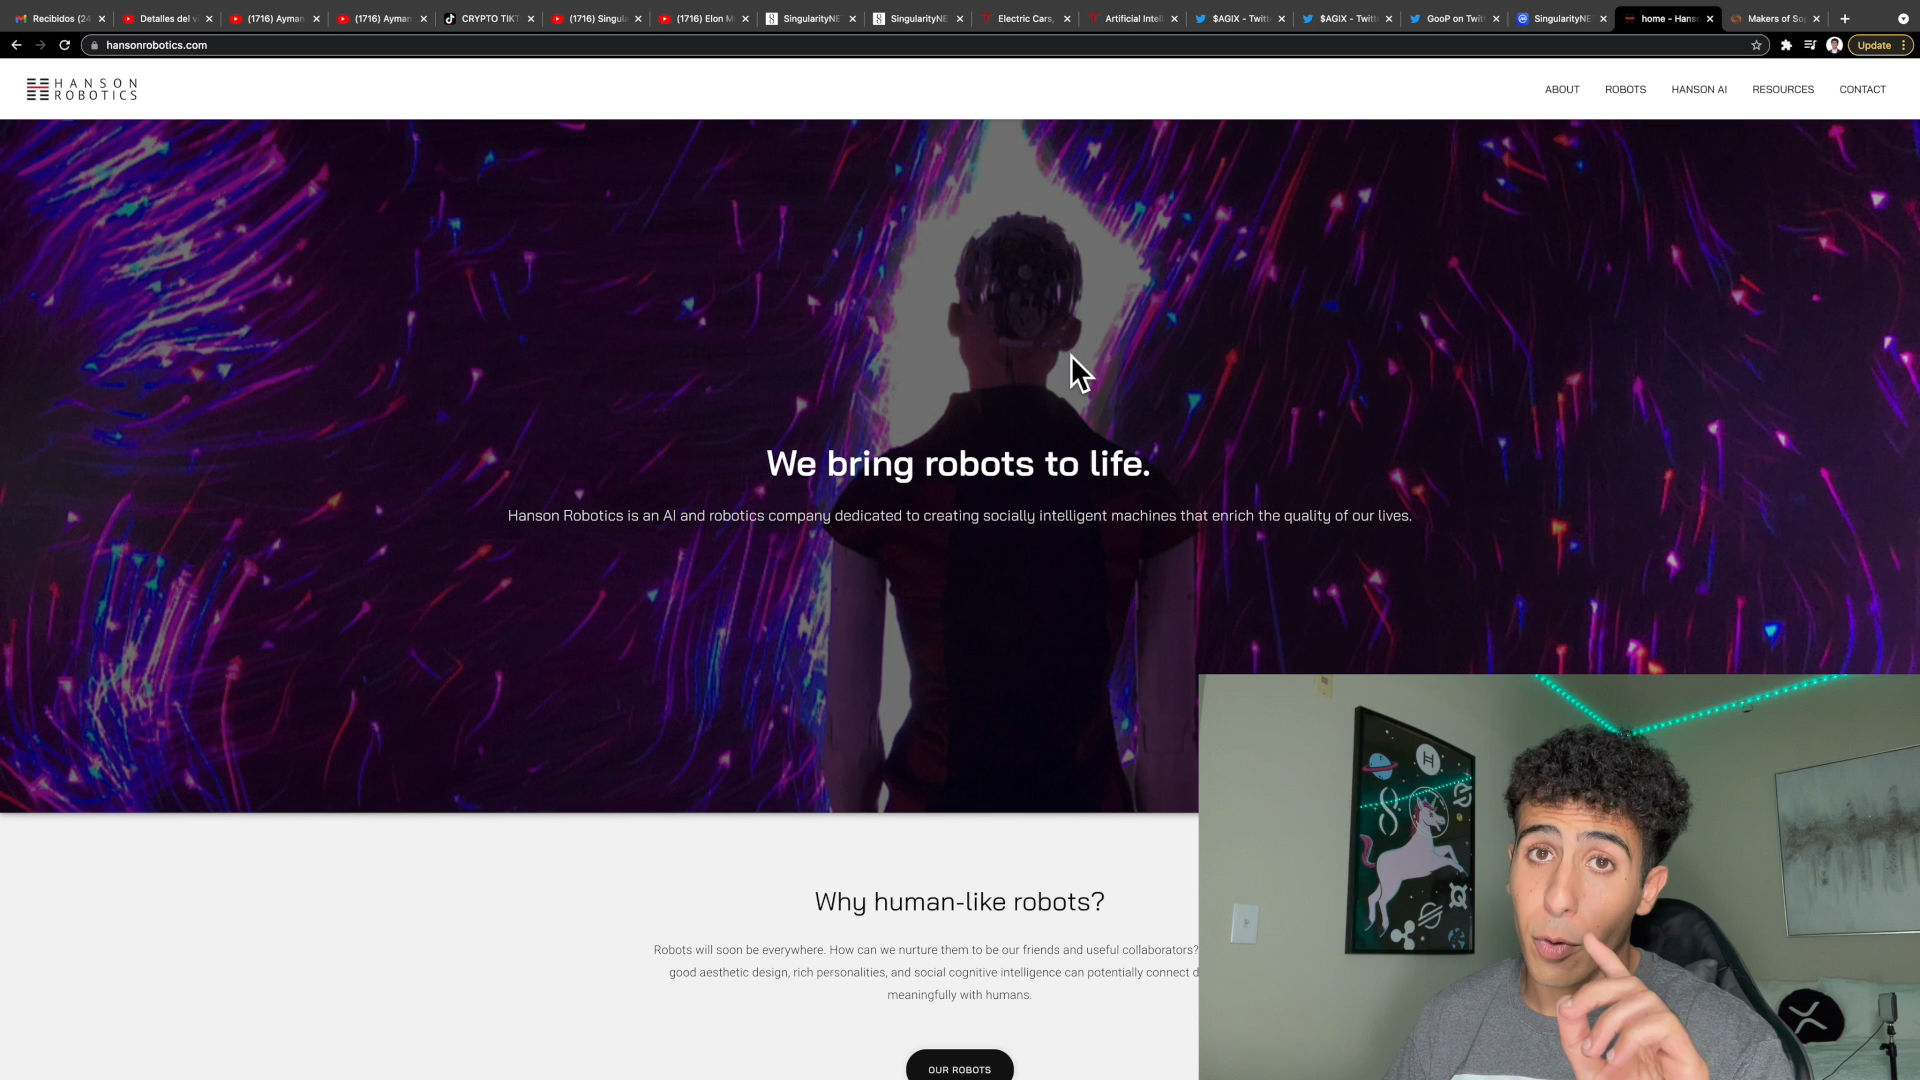 Recibidos (24
Detalles del vi
(1716) Ayman
(1716) Ayman
CRYPTO TIKT
(1716) Singula
(1716) Elon M
SingularityNE
SingularityNE
Electric Cars,
Artificial Intell
$AGIX - Twitt
$AGIX - Twitt
GooP on Twit
SingularityNE
home - Hans
Makers of So
hansonrobotics.com
Update
HANSON
ROBOTICS
ABOUT
ROBOTS
HANSON AI
RESOURCES
CONTACT
We bring robots to life.
Hanson Robotics is an AI and robotics company dedicated to creating socially intelligent machines that enrich the quality of our lives.
Why human-like robots?
Robots will soon be everywhere. How can we nurture them to be our friends and useful collaborators?
good aesthetic design, rich personalities, and social cognitive intelligence can potentially connect d
meaningfully with humans.
OUR ROBOTS